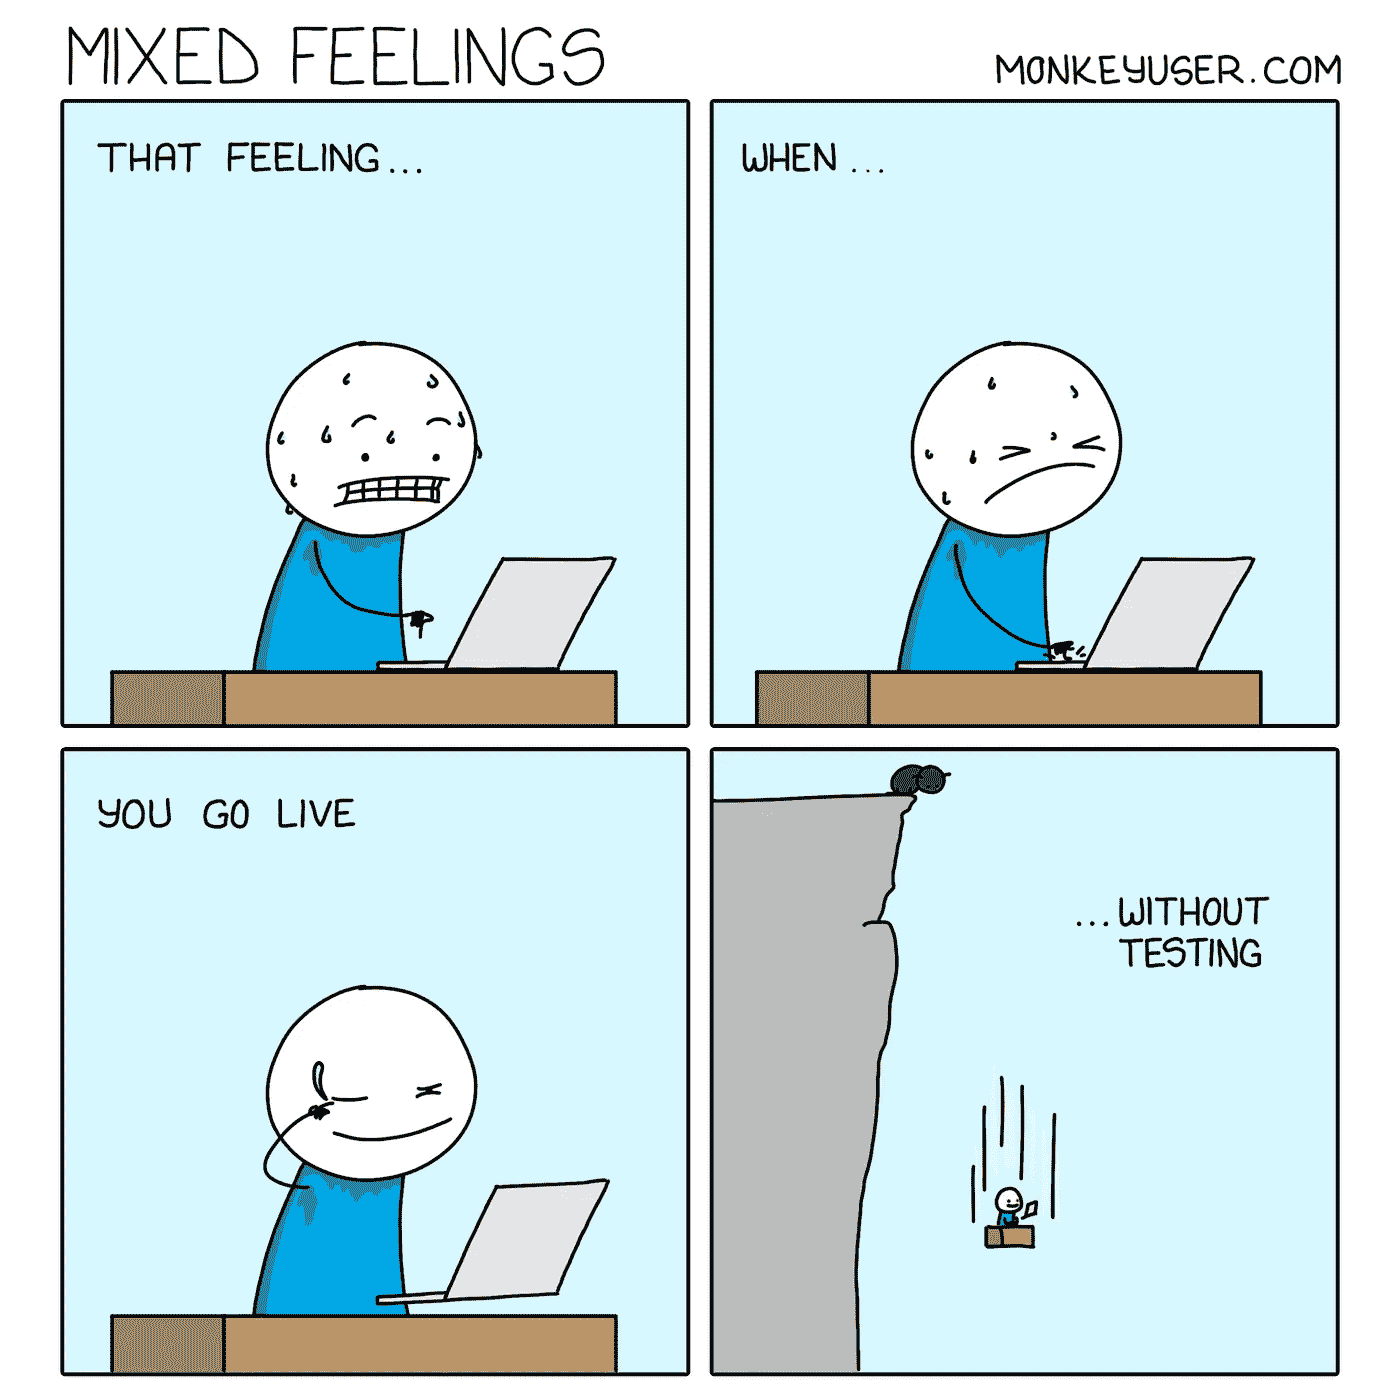 MIXED FEELINGS
MONKEYUSER.COM
THAT FEELING...
WHEN...
YOU GO LIVE
...WITHOUT
TESTING